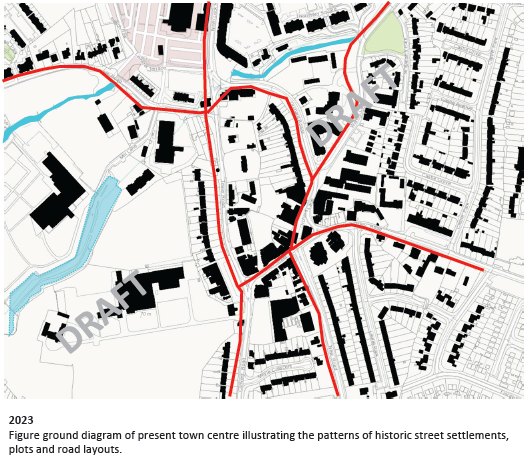 DRAFT
DRAFT
2023
Figure ground diagram of present town centre illustrating the patterns of historic street settlements,
plots and road layouts.